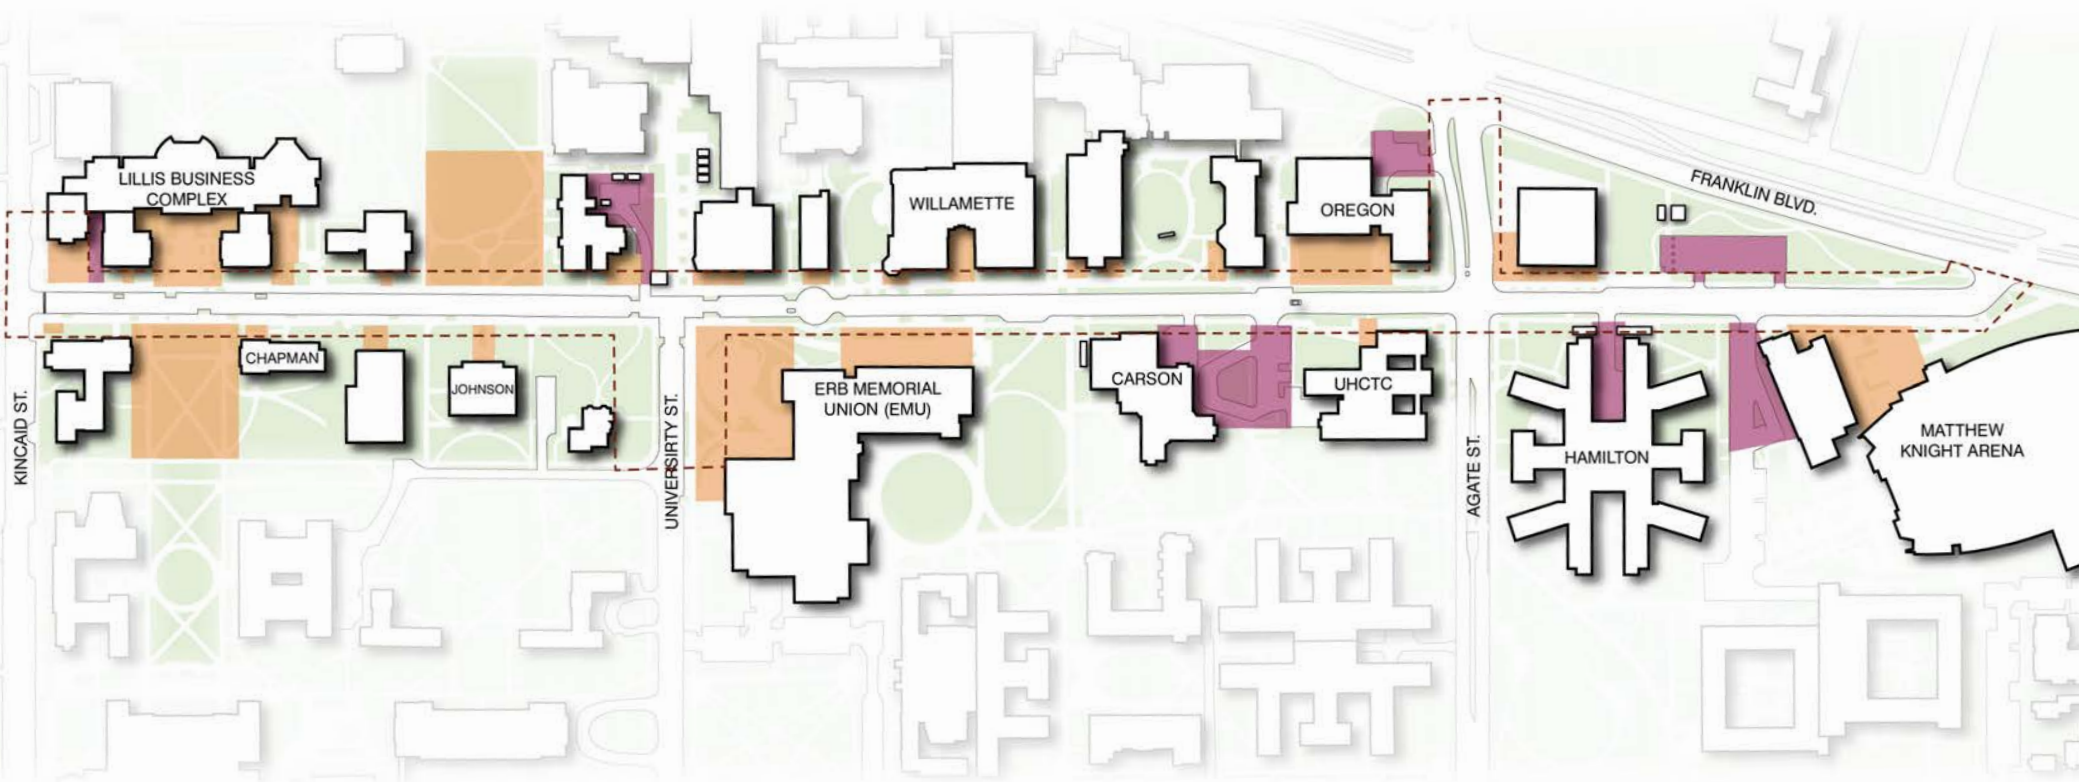 LILLIS BUSINESS
COMPLEX
WILLAMETTE
OREGON
FRANKLIN BLVD.
CHAPMAN
JOHNSON
ERB MEMORIAL
UNION (EMU)
CARSON
UHCTC
HAMILTON
MATTHEW
KNIGHT ARENA
KINCAID ST.
UNIVERSIRTY ST.
AGATE ST.